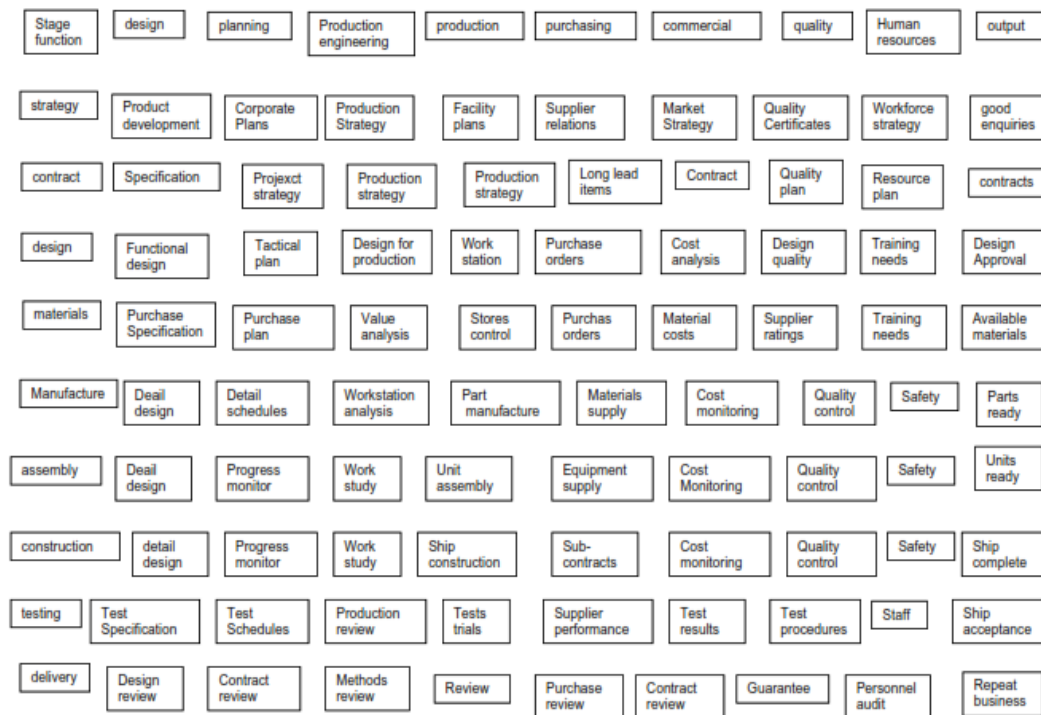 Stage function
design
planning
Production engineering
production
purchasing
commercial
quality
Human resources
output
strategy
Product development
Corporate Plans
Production Strategy
Facility plans
Supplier relations
Market Strategy
Quality Certificates
Workforce strategy
good enquiries
contract
Specification
Projexct strategy
Production strategy
Production strategy
Long lead items
Contract
Quality plan
Resource plan
contracts
design
Functional design
Tactical plan
Design for production
Work station
Purchase orders
Cost analysis
Design quality
Training needs
Design Approval
materials
Purchase Specification
Purchase plan
Value analysis
Stores control
Purchas orders
Material costs
Supplier ratings
Training needs
Available materials
Manufacture
Deail design
Detail schedules
Workstation analysis
Part manufacture
Materials supply
Cost monitoring
Quality control
Safety
Parts ready
assembly
Deail design
Progress monitor
Work study
Unit assembly
Equipment supply
Cost Monitoring
Quality control
Safety
Units ready
construction
detail design
Progress monitor
Work study
Ship construction
Sub-contracts
Cost monitoring
Quality control
Safety
Ship complete
testing
Test Specification
Test Schedules
Production review
Tests trials
Supplier performance
Test results
Test procedures
Staff
Ship acceptance
delivery
Design review
Contract review
Methods review
Review
Purchase review
Contract review
Guarantee
Personnel audit
Repeat business